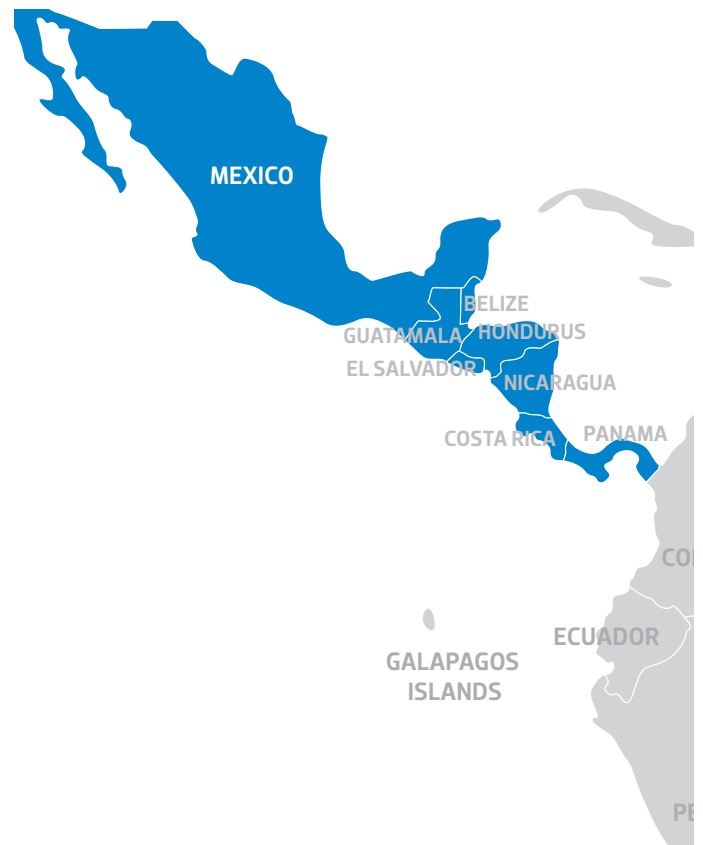 MEXICO
BELIZE
GUATAMALA
HONDURUS
EL SALVADOR
NICARAGUA
COSTA RICA
PANAMA
ECUADOR
GALAPAGOS
ISLANDS